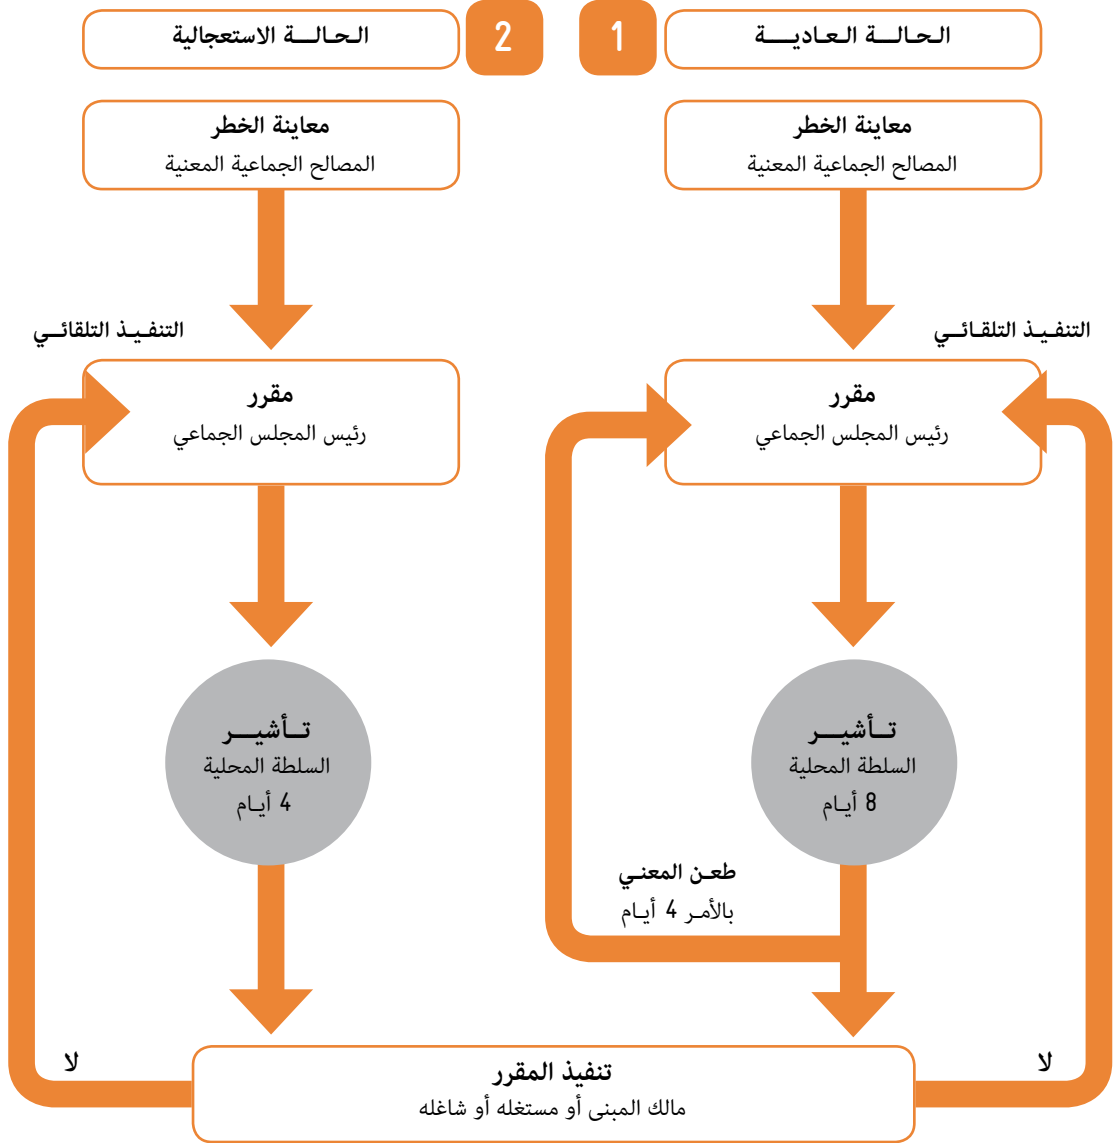 1
الحالة العادية
معاينة الخطر
المصالح الجماعية المعنية
التنفيذ التلقائي
مقرر
رئيس المجلس الجماعي
تأشير
السلطة المحلية
8 أيام
طعن المعني
بالأمر 4 أيام
2
الحالة الاستعجالية
معاينة الخطر
المصالح الجماعية المعنية
التنفيذ التلقائي
مقرر
رئيس المجلس الجماعي
تأشير
السلطة المحلية
4 أيام
لا
تنفيذ المقرر
مالك المبنى أو مستغله أو شاغله
لا